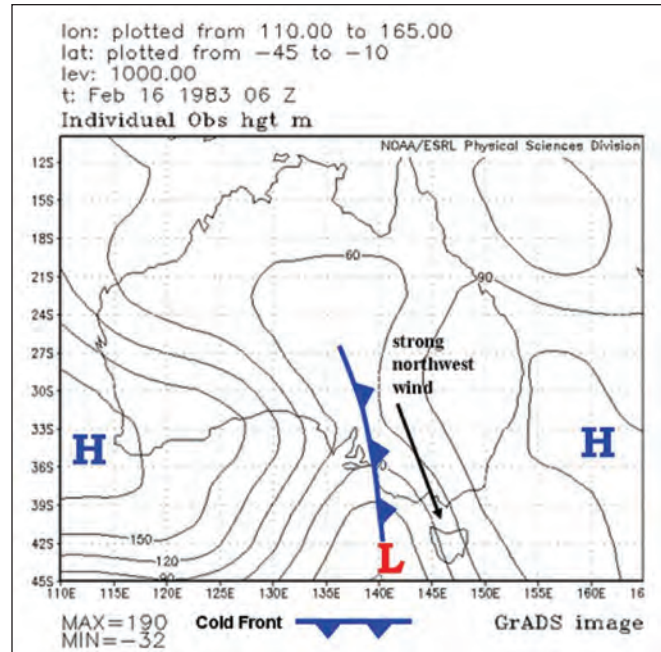 lon: plotted from 110.00 to 165.00
lat: plotted from −45 to −10
lev: 1000.00
t: Feb 16 1983 06 Z
Individual Obs hgt m
NOAA/ESRL Physical Sciences Division
12S
15S
18S
21S
60
90
24S
27S
strong
northwest
wind
30S
33S
H
H
36S
0
39S
42S
150
L
120
90
45S
110E 115E 120E 125E 130E 135E 140E 145E 150E 155E 160E 16
MAX=190
Cold Front
GrADS image
MIN=−32